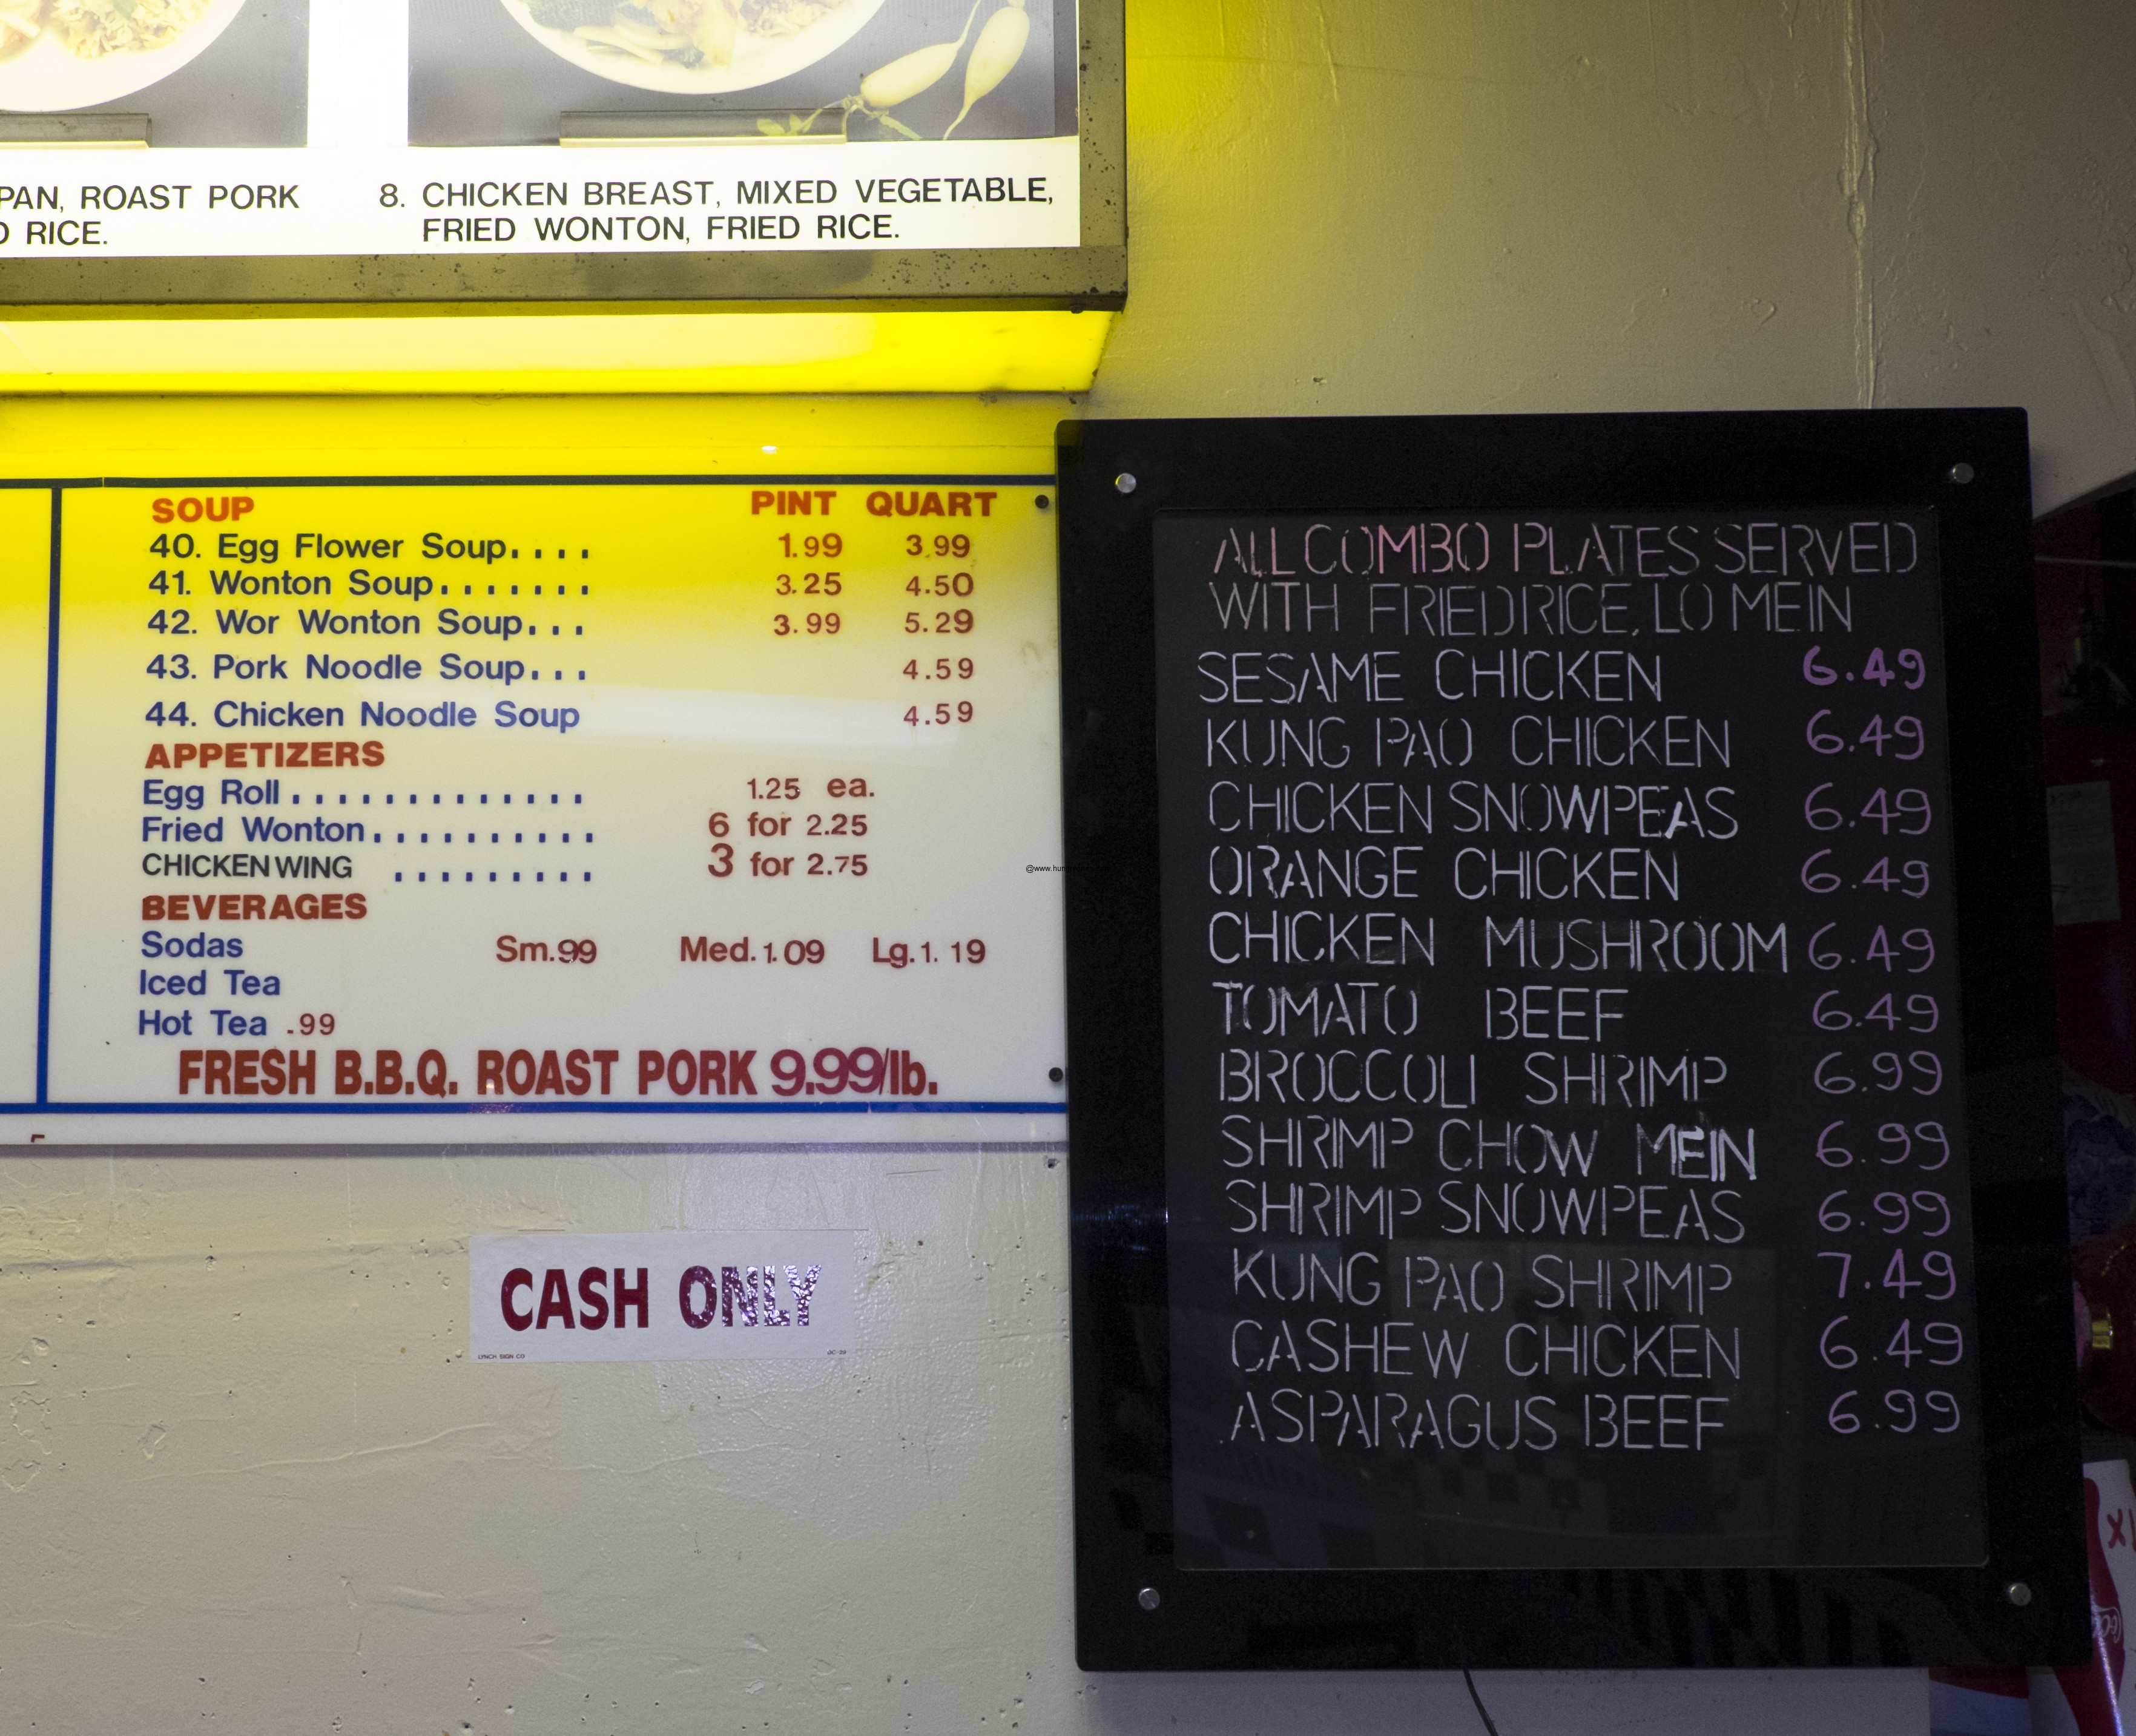 PAN, ROAST PORK
RICE.
8. CHICKEN BREAST, MIXED VEGETABLE,
FRIED WONTON, FRIED RICE.
SOUP PINT QUART
40. Egg Flower Soup.... 1.99 3.99
41. Wonton Soup....... 3.25 4.50
42. Wor Wonton Soup... 3.99 5.29
43. Pork Noodle Soup... 4.59
44. Chicken Noodle Soup 4.59
APPETIZERS
Egg Roll ............. 1.25 ea.
Fried Wonton.......... 6 for 2.25
CHICKEN WING ......... 3 for 2.75
BEVERAGES
Sodas Sm.99 Med.1.09 Lg.1.19
Iced Tea
Hot Tea .99
FRESH B.B.Q. ROAST PORK 9.99/lb.
CASH ONLY
LYNCH SIGN CO
ALL COMBO PLATES SERVED
WITH FRIED RICE, LO MEIN
SESAME CHICKEN 6.49
KUNG PAO CHICKEN 6.49
CHICKEN SNOWPEAS 6.49
ORANGE CHICKEN 6.49
CHICKEN MUSHROOM 6.49
TOMATO BEEF 6.49
BROCCOLI SHRIMP 6.99
SHRIMP CHOW MEIN 6.99
SHRIMP SNOWPEAS 6.99
KUNG PAO SHRIMP 7.49
CASHEW CHICKEN 6.49
ASPARAGUS BEEF 6.99